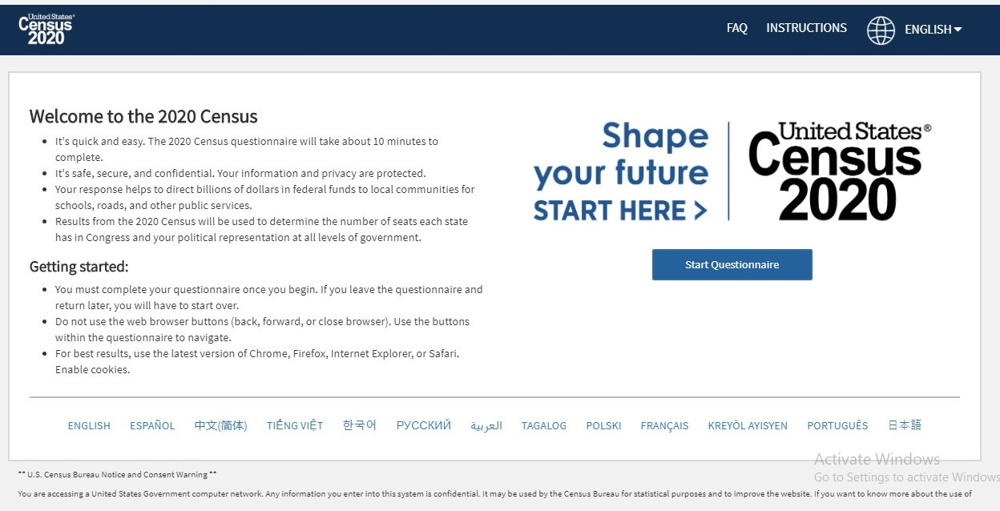 United States®
Census
2020
FAQ INSTRUCTIONS ENGLISH
Welcome to the 2020 Census
• It's quick and easy. The 2020 Census questionnaire will take about 10 minutes to
complete.
• It's safe, secure, and confidential. Your information and privacy are protected.
• Your response helps to direct billions of dollars in federal funds to local communities for
schools, roads, and other public services.
• Results from the 2020 Census will be used to determine the number of seats each state
has in Congress and your political representation at all levels of government.
Getting started:
• You must complete your questionnaire once you begin. If you leave the questionnaire and
return later, you will have to start over.
• Do not use the web browser buttons (back, forward, or close browser). Use the buttons
within the questionnaire to navigate.
• For best results, use the latest version of Chrome, Firefox, Internet Explorer, or Safari.
Enable cookies.
Shape
your future
START HERE >
United States®
Census
2020
Start Questionnaire
ENGLISH ESPAÑOL 中文(简体) TIẾNG VIỆT 한국어 РУССКИЙ العربية TAGALOG POLSKI FRANÇAIS KREYÒL AYISYEN PORTUGUÊS 日本語
Activate Windows
Go to Settings to activate Windows
** U.S. Census Bureau Notice and Consent Warning **
You are accessing a United States Government computer network. Any information you enter into this system is confidential. It may be used by the Census Bureau for statistical purposes and to improve the website. If you want to know more about the use of